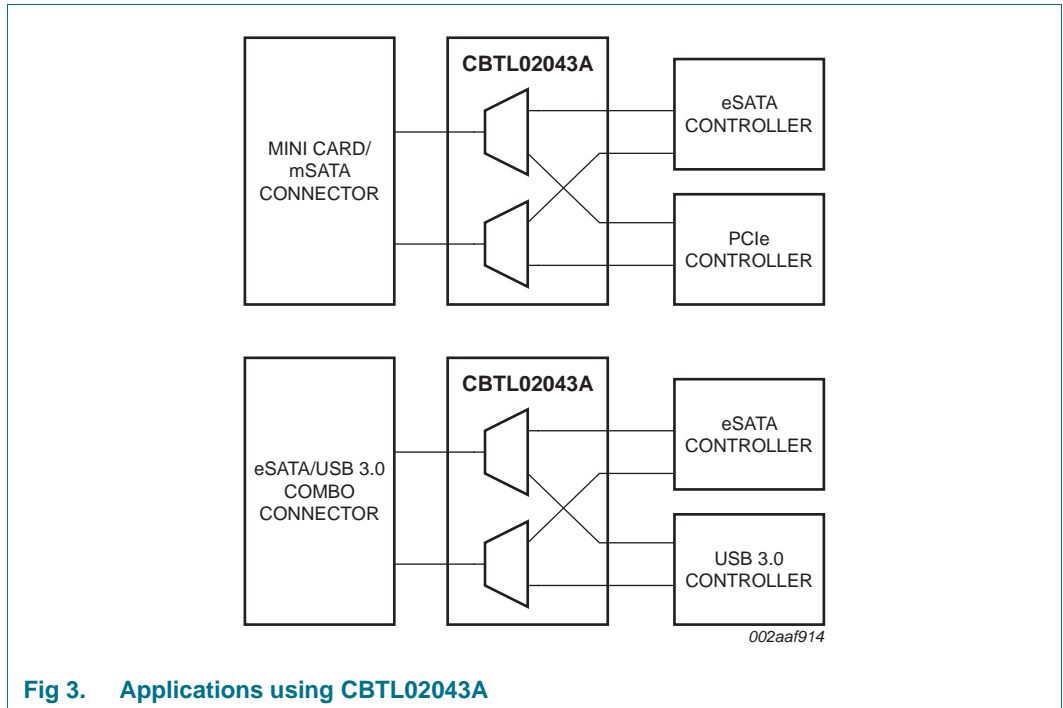 CBTL02043A
MINI CARD/
mSATA
CONNECTOR
eSATA
CONTROLLER
PCIe
CONTROLLER
CBTL02043A
eSATA/USB 3.0
COMBO
CONNECTOR
eSATA
CONTROLLER
USB 3.0
CONTROLLER
002aaf914
Fig 3. Applications using CBTL02043A